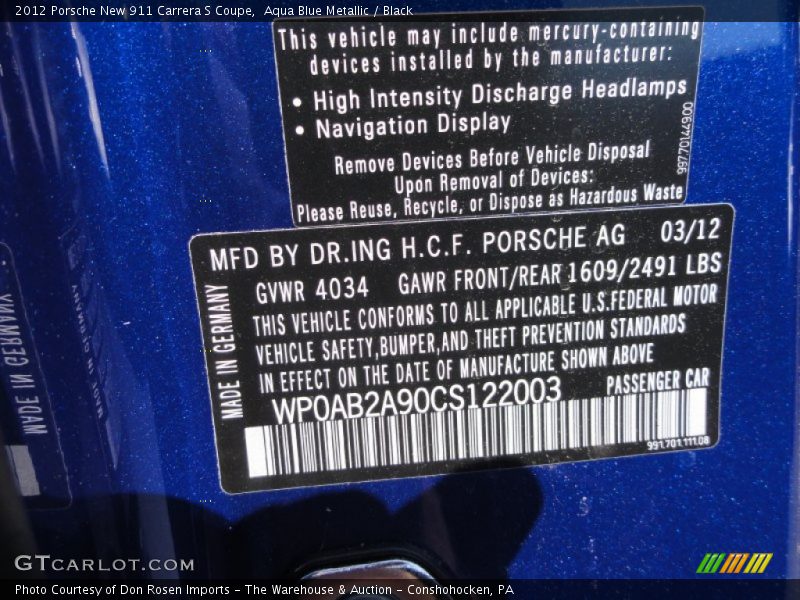 2012 Porsche New 911 Carrera S Coupe,  Aqua Blue Metallic / Black
This vehicle may include mercury-containing
devices installed by the manufacturer:
• High Intensity Discharge Headlamps
• Navigation Display
Remove Devices Before Vehicle Disposal
Upon Removal of Devices:
Please Reuse, Recycle, or Dispose as Hazardous Waste
997.701.449.00
MFD BY DR.ING H.C.F. PORSCHE AG 03/12
GVWR 4034 GAWR FRONT/REAR 1609/2491 LBS
THIS VEHICLE CONFORMS TO ALL APPLICABLE U.S.FEDERAL MOTOR
VEHICLE SAFETY,BUMPER,AND THEFT PREVENTION STANDARDS
IN EFFECT ON THE DATE OF MANUFACTURE SHOWN ABOVE
WP0AB2A90CS122003 PASSENGER CAR
991.701.111.08
MADE IN GERMANY
MADE IN GERMANY
GTCARLOT.COM
Photo Courtesy of Don Rosen Imports - The Warehouse & Auction - Conshohocken, PA